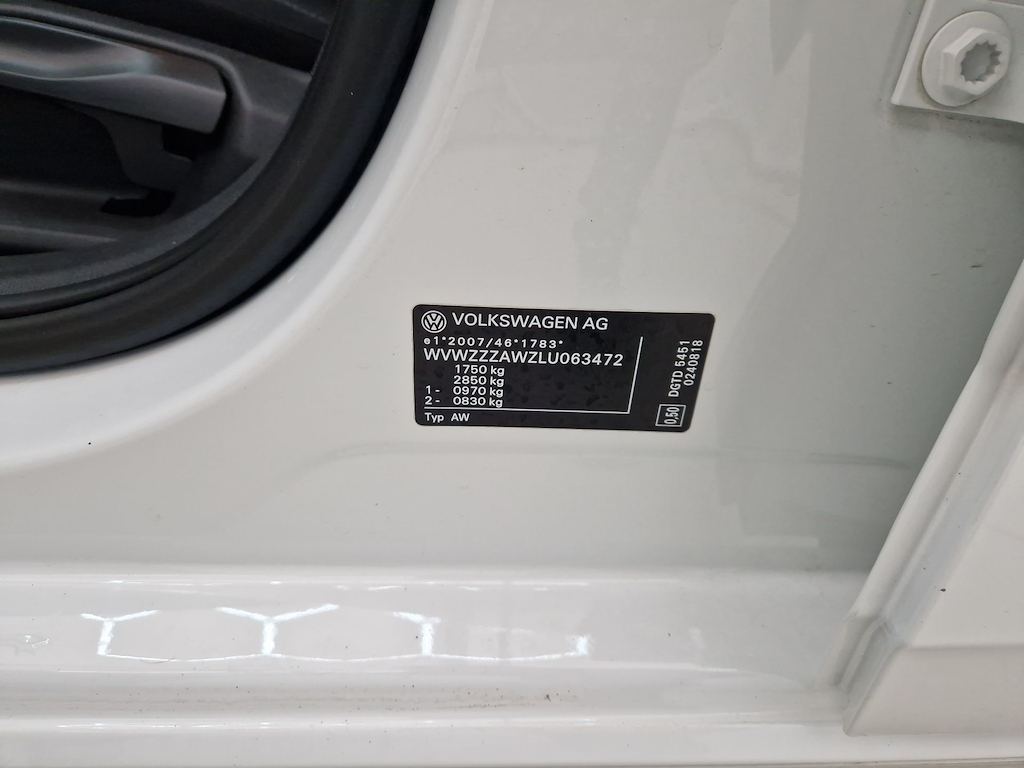 VOLKSWAGEN AG
e1*2007/46*1783*
WVWZZZAWZLU063472
1750 kg
2850 kg
1 - 0970 kg
2 - 0830 kg
Typ AW
0,50
DGTD 5451
0240818